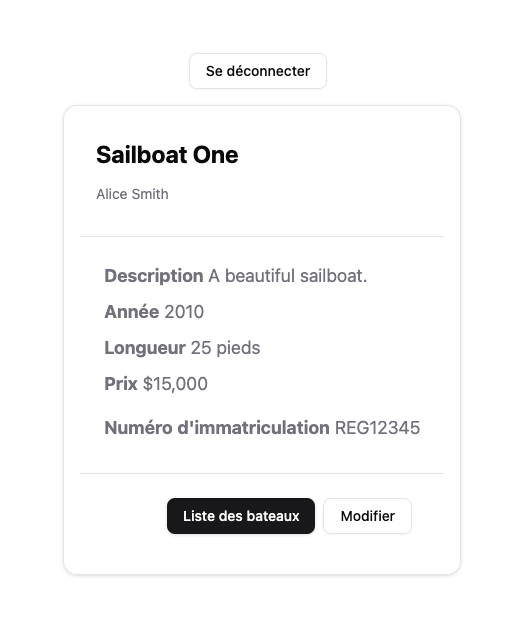 Se déconnecter
Sailboat One
Alice Smith
Description A beautiful sailboat.
Année 2010
Longueur 25 pieds
Prix $15,000
Numéro d'immatriculation REG12345
Liste des bateaux
Modifier